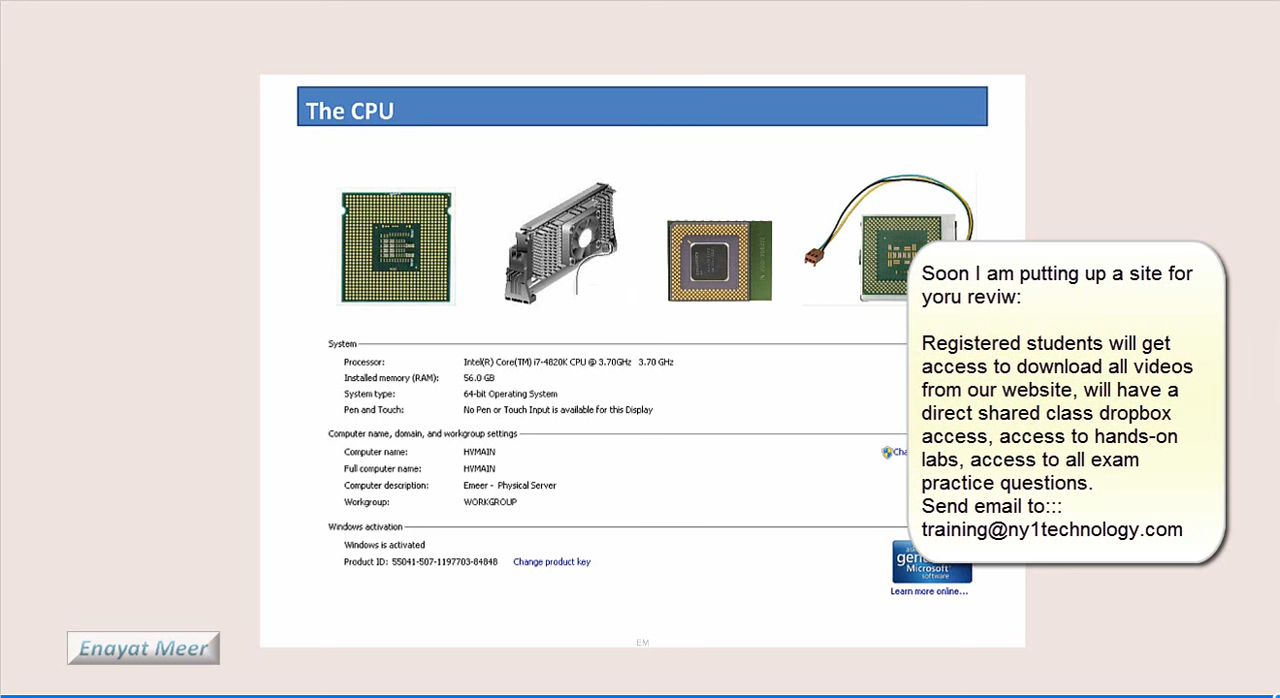 The CPU
System
Processor: Intel(R) Core(TM) i7-4820K CPU @ 3.70GHz 3.70 GHz
Installed memory (RAM): 56.0 GB
System type: 64-bit Operating System
Pen and Touch: No Pen or Touch Input is available for this Display
Computer name, domain, and workgroup settings
Computer name: HVMAIN
Full computer name: HVMAIN
Computer description: Emeer - Physical Server
Workgroup: WORKGROUP
Windows activation
Windows is activated
Product ID: 55041-507-1197703-84848 Change product key
Microsoft
software
Learn more online...
Soon I am putting up a site for
yoru reviw:
Registered students will get
access to download all videos
from our website, will have a
direct shared class dropbox
access, access to hands-on
labs, access to all exam
practice questions.
Send email to:::
training@ny1technology.com
EM
Enayat Meer